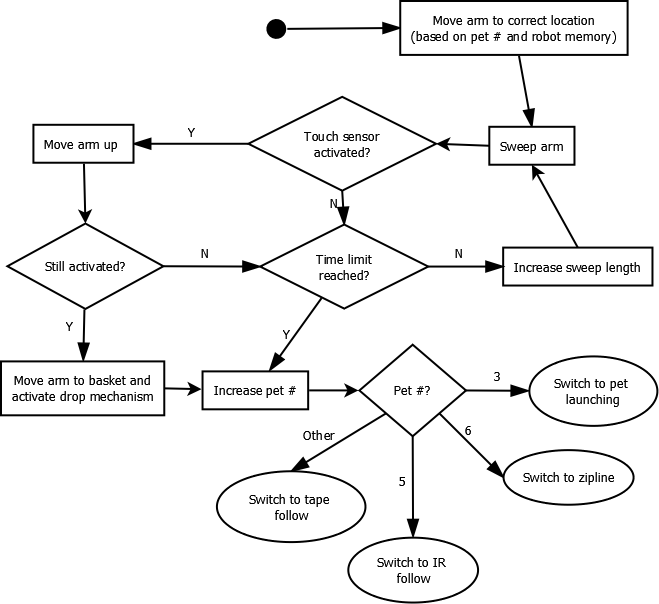 Move arm to correct location
(based on pet # and robot memory)
Touch sensor
activated?
Y
Move arm up
Sweep arm
N
Still activated?
N
Time limit
reached?
N
Increase sweep length
Y
Y
Move arm to basket and
activate drop mechanism
Increase pet #
Pet #?
3
Switch to pet
launching
Other
6
5
Switch to zipline
Switch to tape
follow
Switch to IR
follow